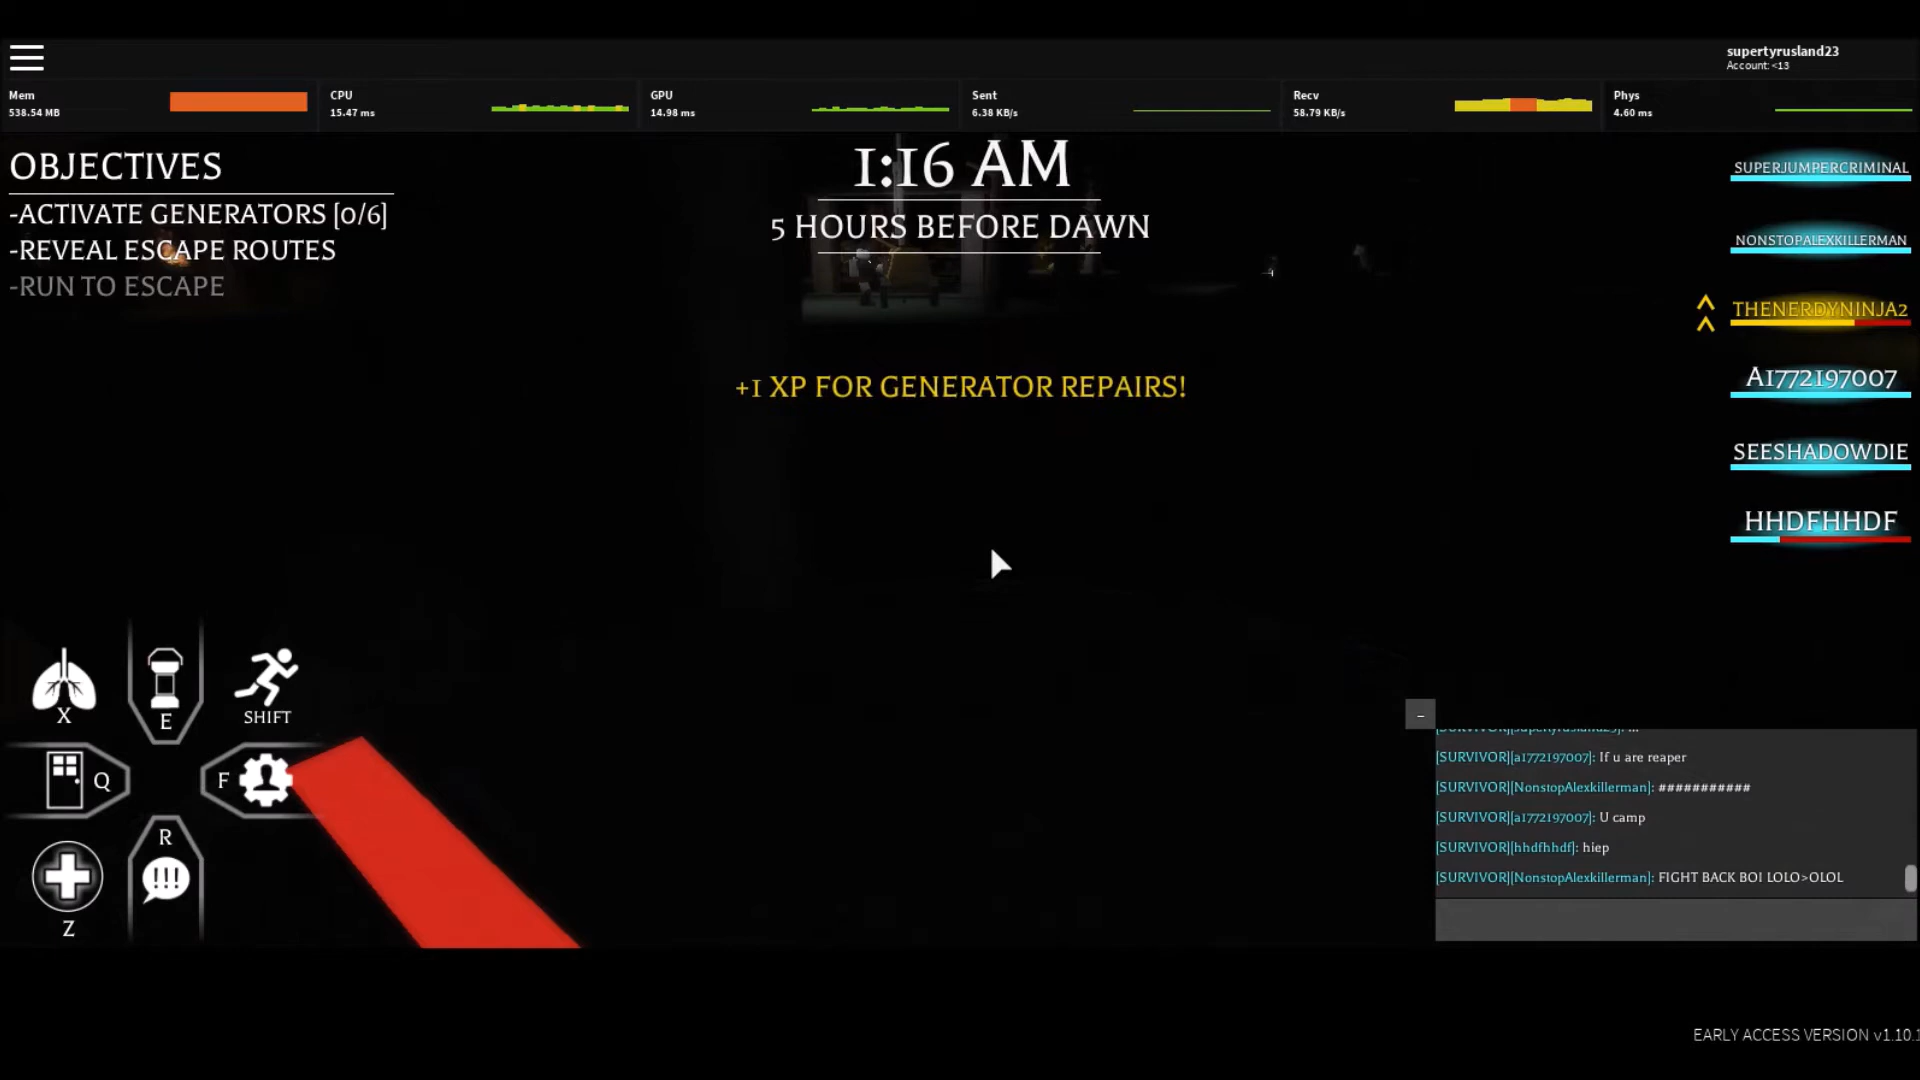 supertyrusland23
Account: <13
Mem
538.54 MB
CPU
15.47 ms
GPU
14.98 ms
Sent
6.38 KB/s
Recv
58.79 KB/s
Phys
4.60 ms
OBJECTIVES
-ACTIVATE GENERATORS [0/6]
-REVEAL ESCAPE ROUTES
-RUN TO ESCAPE
1:16 AM
5 HOURS BEFORE DAWN
+1 XP FOR GENERATOR REPAIRS!
SUPERJUMPERCRIMINAL
NONSTOPALEXKILLERMAN
THENERDYNINJA2
A1772197007
SEESHADOWDIE
HHDFHHDF
X
E
SHIFT
Q
F
R
Z
-
[SURVIVOR][supertyrusland23]: ...
[SURVIVOR][a1772197007]: If u are reaper
[SURVIVOR][NonstopAlexkillerman]: ###########
[SURVIVOR][a1772197007]: U camp
[SURVIVOR][hhdfhhdf]: hiep
[SURVIVOR][NonstopAlexkillerman]: FIGHT BACK BOI LOLO>OLOL
EARLY ACCESS VERSION v1.10.1